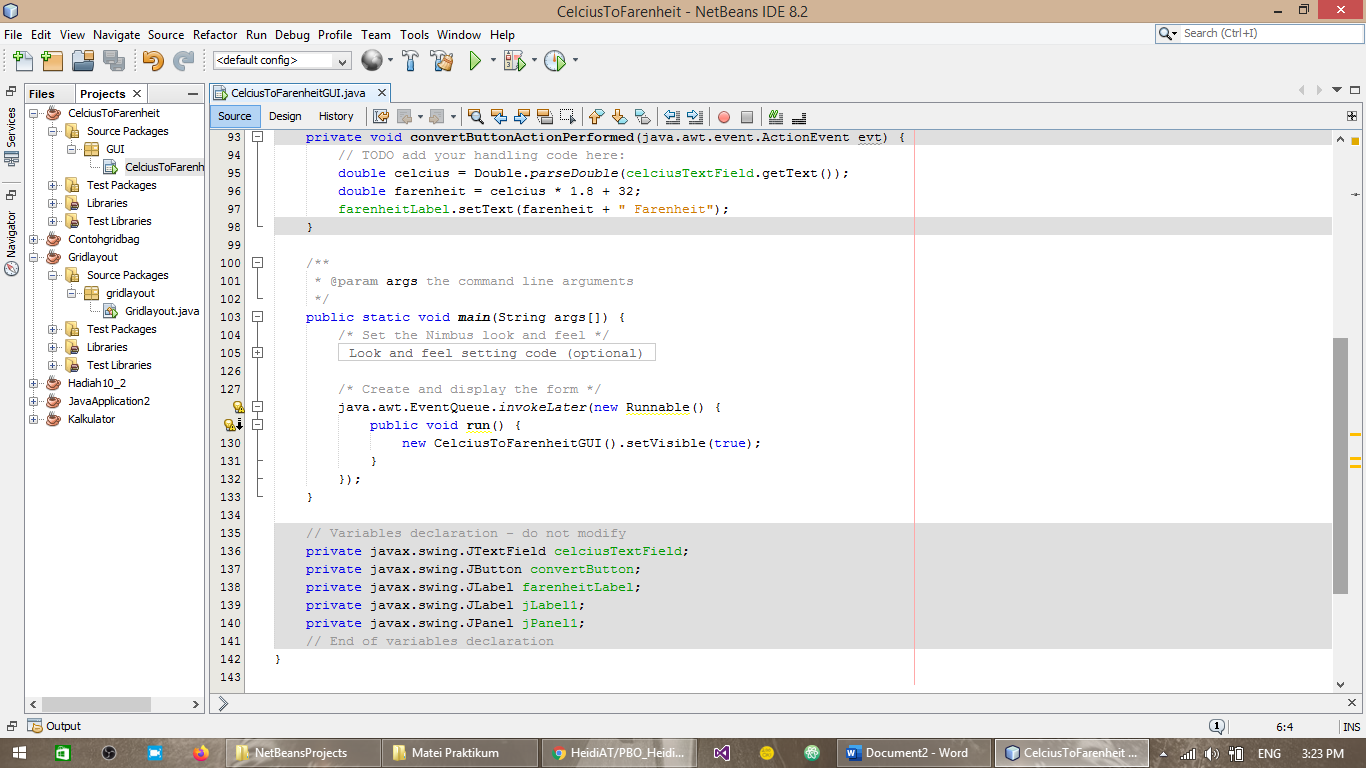 CelciusToFarenheit - NetBeans IDE 8.2
File Edit View Navigate Source Refactor Run Debug Profile Team Tools Window Help
Search (Ctrl+I)
<default config>
Files Projects
CelciusToFarenheitGUI.java
Services
Navigator
CelciusToFarenheit
Source Packages
GUI
CelciusToFarenh
Test Packages
Libraries
Test Libraries
Contohgridbag
Gridlayout
Source Packages
gridlayout
Gridlayout.java
Test Packages
Libraries
Test Libraries
Hadiah10_2
JavaApplication2
Kalkulator
Source Design History
93 private void convertButtonActionPerformed(java.awt.event.ActionEvent evt) {
94 // TODO add your handling code here:
95 double celcius = Double.parseDouble(celciusTextField.getText());
96 double farenheit = celcius * 1.8 + 32;
97 farenheitLabel.setText(farenheit + " Farenheit");
98 }
99
100 /**
101 * @param args the command line arguments
102 */
103 public static void main(String args[]) {
104 /* Set the Nimbus look and feel */
105 Look and feel setting code (optional)
126
127 /* Create and display the form */
java.awt.EventQueue.invokeLater(new Runnable() {
public void run() {
130 new CelciusToFarenheitGUI().setVisible(true);
131 }
132 });
133 }
134
135 // Variables declaration - do not modify
136 private javax.swing.JTextField celciusTextField;
137 private javax.swing.JButton convertButton;
138 private javax.swing.JLabel farenheitLabel;
139 private javax.swing.JLabel jLabel1;
140 private javax.swing.JPanel jPanel1;
141 // End of variables declaration
142 }
143
Output
1
6:4
INS
NetBeansProjects
Matei Praktikum
HeidiAT/PBO_Heidi...
Document2 - Word
CelciusToFarenheit ...
ENG
3:23 PM